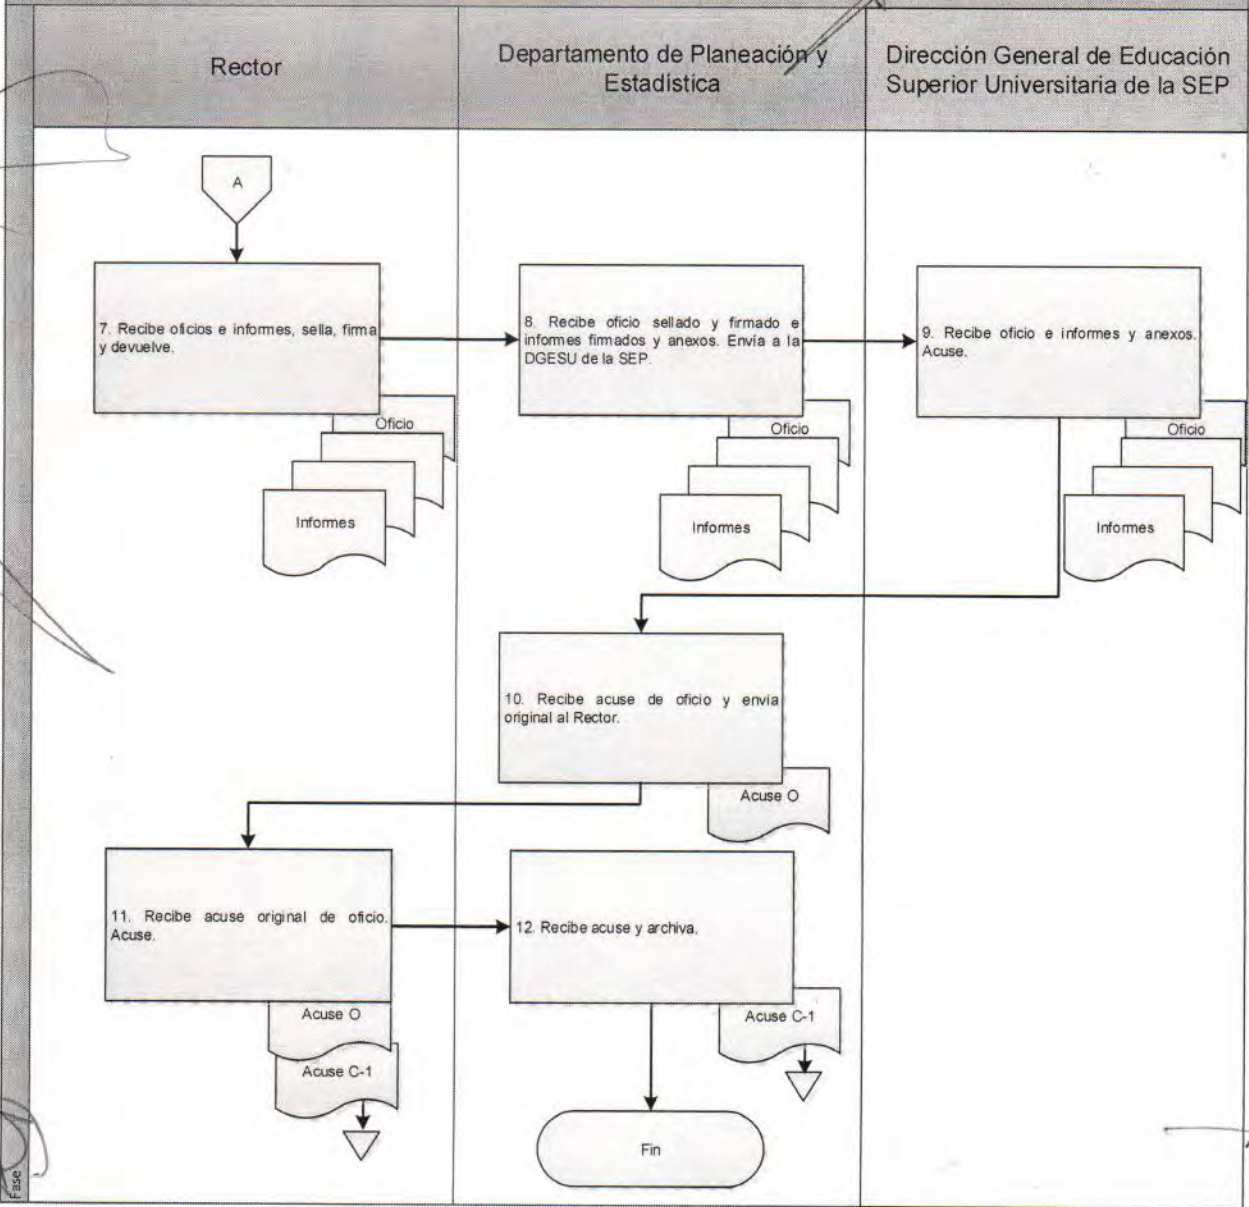 Rector
Departamento de Planeación y
Estadística
Dirección General de Educación
Superior Universitaria de la SEP
A
7. Recibe oficios e informes, sella, firma
y devuelve.
Oficio
Informes
8. Recibe oficio sellado y firmado e
informes firmados y anexos. Envía a la
DGESU de la SEP.
Oficio
Informes
9. Recibe oficio e informes y anexos.
Acuse.
Oficio
Informes
10. Recibe acuse de oficio y envía
original al Rector.
Acuse O
11. Recibe acuse original de oficio.
Acuse.
Acuse O
Acuse C-1
12. Recibe acuse y archiva.
Acuse C-1
Fin
Fase